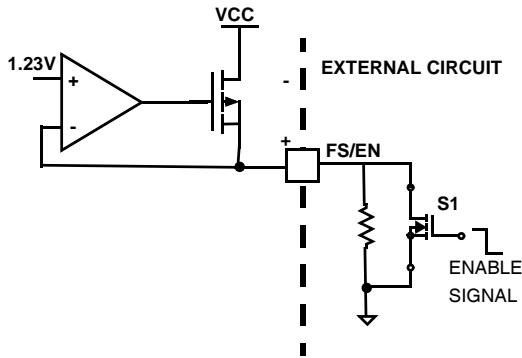 VCC
1.23V
+
-
-
EXTERNAL CIRCUIT
+
FS/EN
S1
ENABLE
SIGNAL